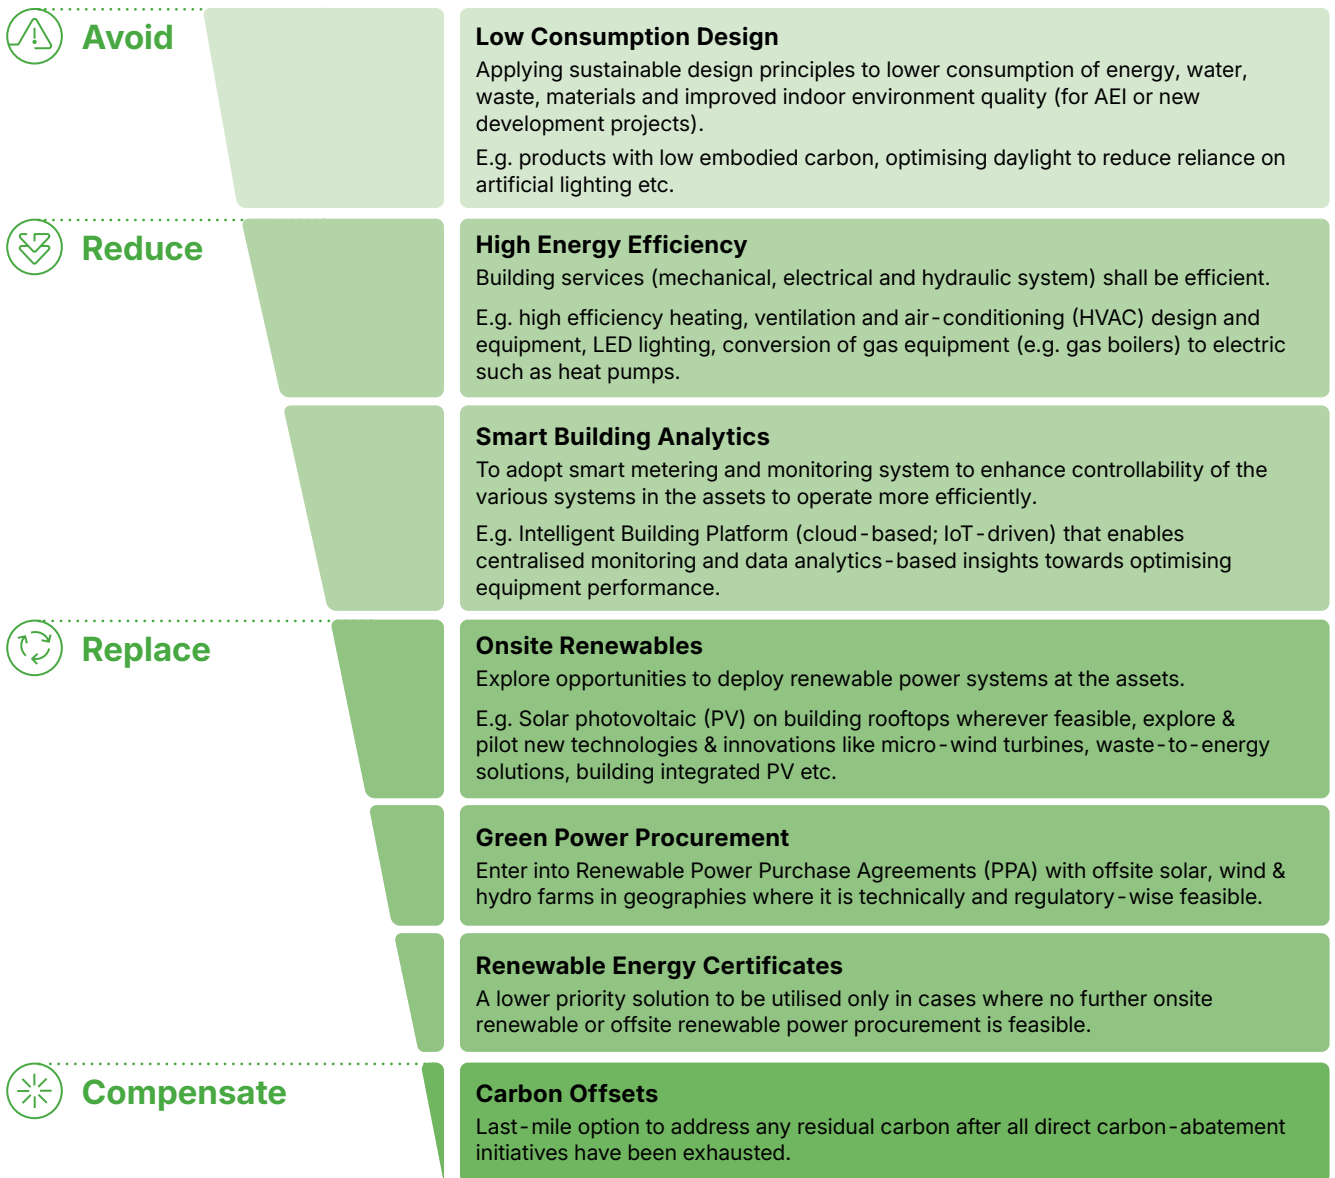 Avoid
Low Consumption Design
Applying sustainable design principles to lower consumption of energy, water,
waste, materials and improved indoor environment quality (for AEI or new
development projects).
E.g. products with low embodied carbon, optimising daylight to reduce reliance on
artificial lighting etc.
Reduce
High Energy Efficiency
Building services (mechanical, electrical and hydraulic system) shall be efficient.
E.g. high efficiency heating, ventilation and air-conditioning (HVAC) design and
equipment, LED lighting, conversion of gas equipment (e.g. gas boilers) to electric
such as heat pumps.
Smart Building Analytics
To adopt smart metering and monitoring system to enhance controllability of the
various systems in the assets to operate more efficiently.
E.g. Intelligent Building Platform (cloud-based; IoT-driven) that enables
centralised monitoring and data analytics-based insights towards optimising
equipment performance.
Replace
Onsite Renewables
Explore opportunities to deploy renewable power systems at the assets.
E.g. Solar photovoltaic (PV) on building rooftops wherever feasible, explore &
pilot new technologies & innovations like micro-wind turbines, waste-to-energy
solutions, building integrated PV etc.
Green Power Procurement
Enter into Renewable Power Purchase Agreements (PPA) with offsite solar, wind &
hydro farms in geographies where it is technically and regulatory-wise feasible.
Renewable Energy Certificates
A lower priority solution to be utilised only in cases where no further onsite
renewable or offsite renewable power procurement is feasible.
Compensate
Carbon Offsets
Last-mile option to address any residual carbon after all direct carbon-abatement
initiatives have been exhausted.